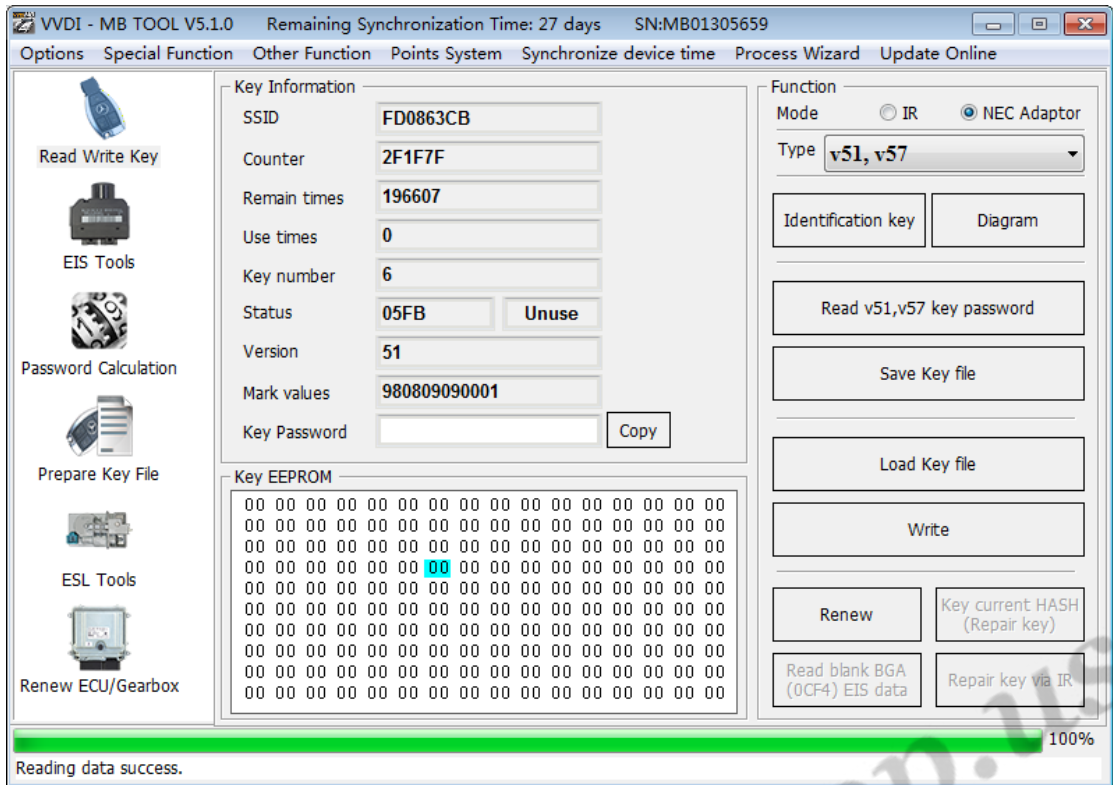 VVDI - MB TOOL V5.1.0 Remaining Synchronization Time: 27 days SN:MB01305659
Options Special Function Other Function Points System Synchronize device time Process Wizard Update Online
Read Write Key
EIS Tools
Password Calculation
Prepare Key File
ESL Tools
Renew ECU/Gearbox
Key Information
SSID FD0863CB
Counter 2F1F7F
Remain times 196607
Use times 0
Key number 6
Status 05FB Unuse
Version 51
Mark values 980809090001
Key Password Copy
Key EEPROM
00 00 00 00 00 00 00 00 00 00 00 00 00 00 00 00
00 00 00 00 00 00 00 00 00 00 00 00 00 00 00 00
00 00 00 00 00 00 00 00 00 00 00 00 00 00 00 00
00 00 00 00 00 00 00 00 00 00 00 00 00 00 00 00
00 00 00 00 00 00 00 00 00 00 00 00 00 00 00 00
00 00 00 00 00 00 00 00 00 00 00 00 00 00 00 00
00 00 00 00 00 00 00 00 00 00 00 00 00 00 00 00
00 00 00 00 00 00 00 00 00 00 00 00 00 00 00 00
00 00 00 00 00 00 00 00 00 00 00 00 00 00 00 00
00 00 00 00 00 00 00 00 00 00 00 00 00 00 00 00
Function
Mode IR NEC Adaptor
Type v51, v57
Identification key Diagram
Read v51,v57 key password
Save Key file
Load Key file
Write
Renew
Key current HASH
(Repair key)
Read blank BGA
(0CF4) EIS data
Repair key via IR
100%
Reading data success.